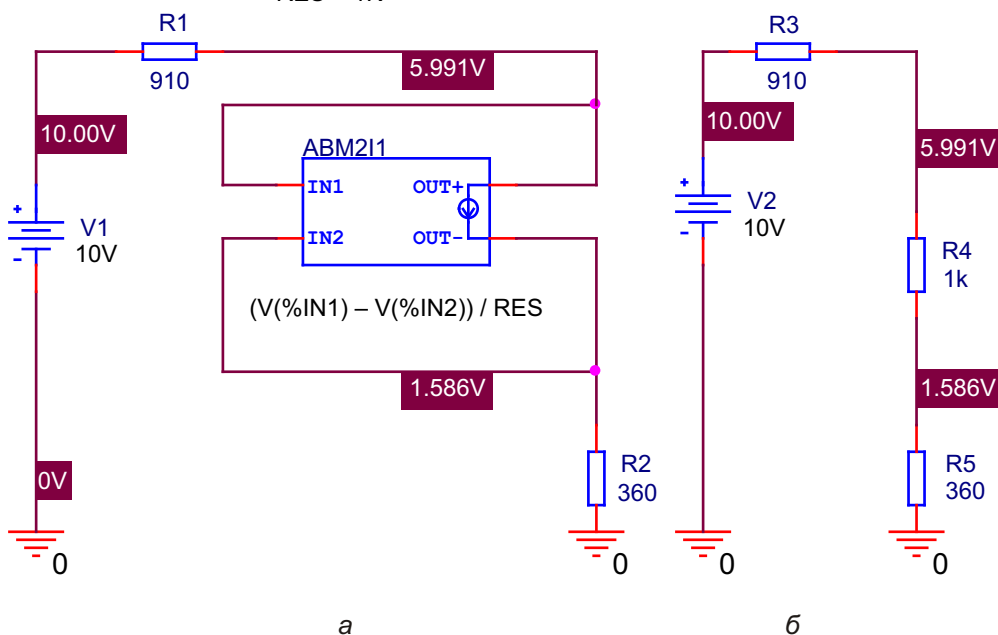 R1
910
5.991V
10.00V
ABM2I1
IN1
OUT+
IN2
OUT-
+
-
V1
10V
(V(%IN1) – V(%IN2)) / RES
1.586V
0V
R2
360
0
0
а
R3
910
10.00V
5.991V
+
-
V2
10V
R4
1k
1.586V
R5
360
0
0
б